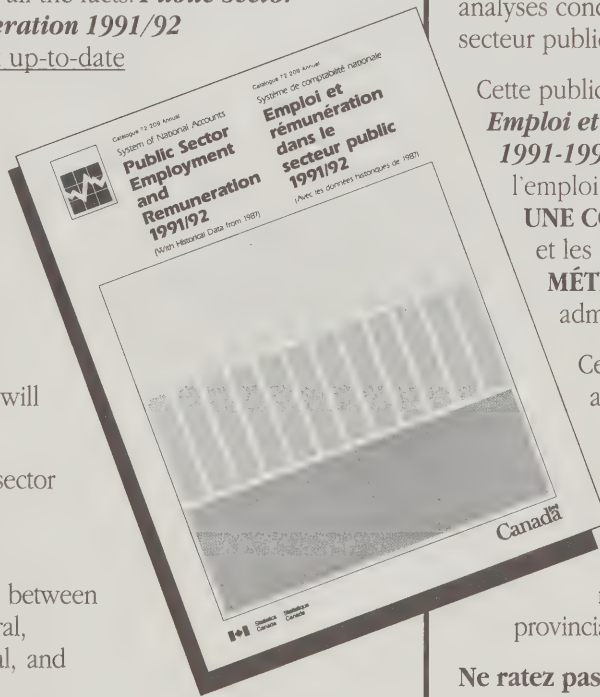 all the facts. Public Sector
eration 1991/92
up-to-date
will
sector
between
ral,
al, and
Catalogue 72-209 Annual
System of National Accounts
Public Sector
Employment
and
Remuneration
1991/92
(With Historical Data from 1987)
Catalogue 72-209 Annuel
Système de comptabilité nationale
Emploi et
rémunération
dans le
secteur public
1991/92
(Avec les données historiques de 1987)
Statistics Canada
Statistique Canada
Canada
analyses conc
secteur public
Cette public
Emploi et
1991-199
l'emploi
UNE CO
et les
MÉT
adm
Ce
a
provincia
Ne ratez pas